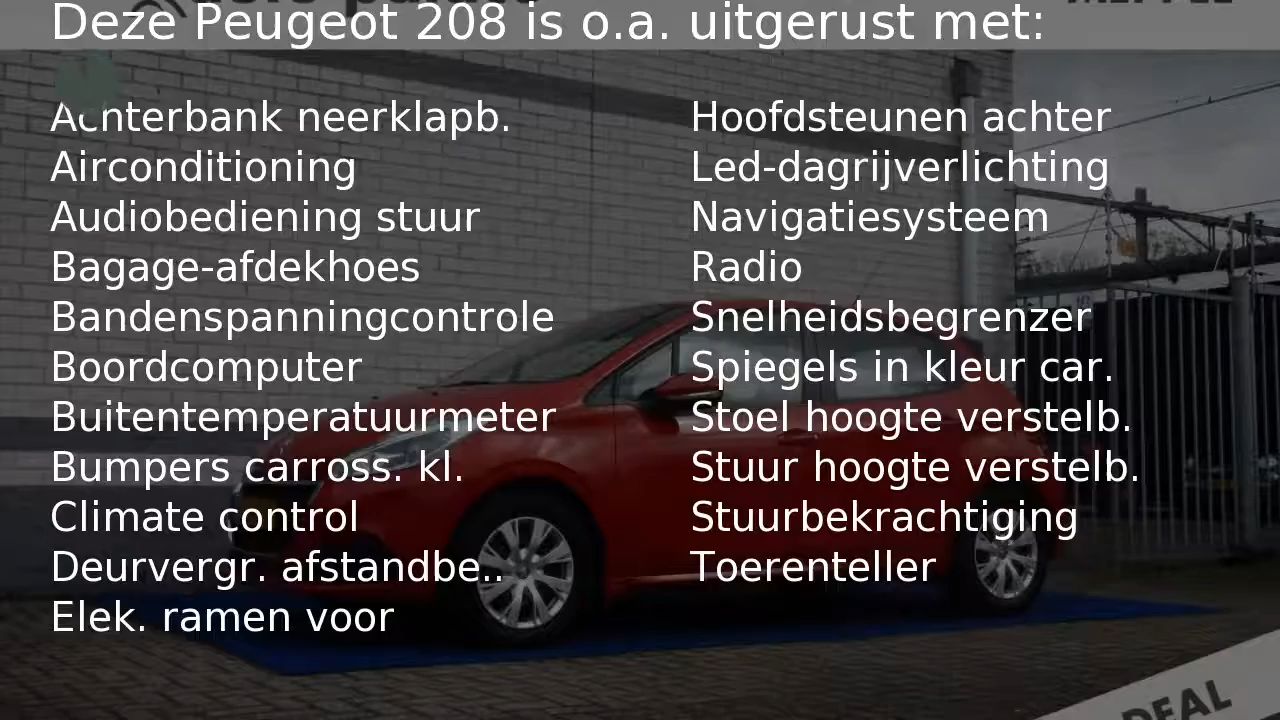 Deze Peugeot 208 is o.a. uitgerust met:
Achterbank neerklapb.
Airconditioning
Audiobediening stuur
Bagage-afdekhoes
Bandenspanningcontrole
Boordcomputer
Buitentemperatuurmeter
Bumpers carross. kl.
Climate control
Deurvergr. afstandbe..
Elek. ramen voor
Hoofdsteunen achter
Led-dagrijverlichting
Navigatiesysteem
Radio
Snelheidsbegrenzer
Spiegels in kleur car.
Stoel hoogte verstelb.
Stuur hoogte verstelb.
Stuurbekrachtiging
Toerenteller
DEAL